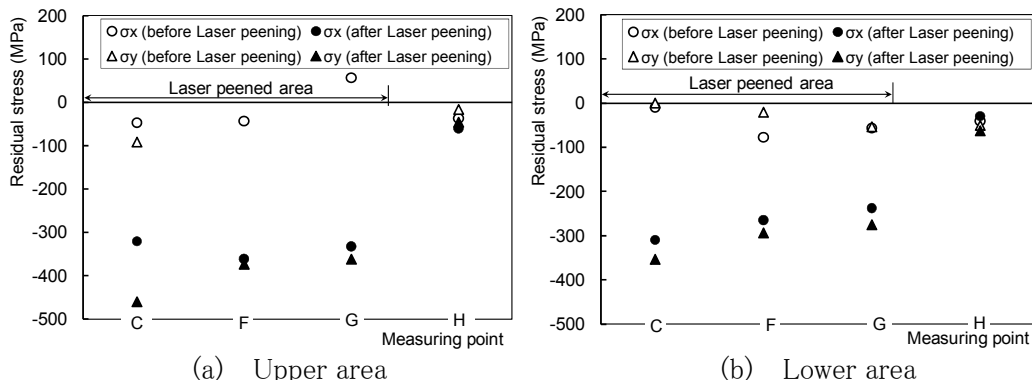 200
100
0
-100
-200
-300
-400
-500
Residual stress (MPa)
σx (before Laser peening)
σx (after Laser peening)
σy (before Laser peening)
σy (after Laser peening)
Laser peened area
C
F
G
H
Measuring point
(a) Upper area
200
100
0
-100
-200
-300
-400
-500
Residual stress (MPa)
σx (before Laser peening)
σx (after Laser peening)
σy (before Laser peening)
σy (after Laser peening)
Laser peened area
C
F
G
H
Measuring point
(b) Lower area